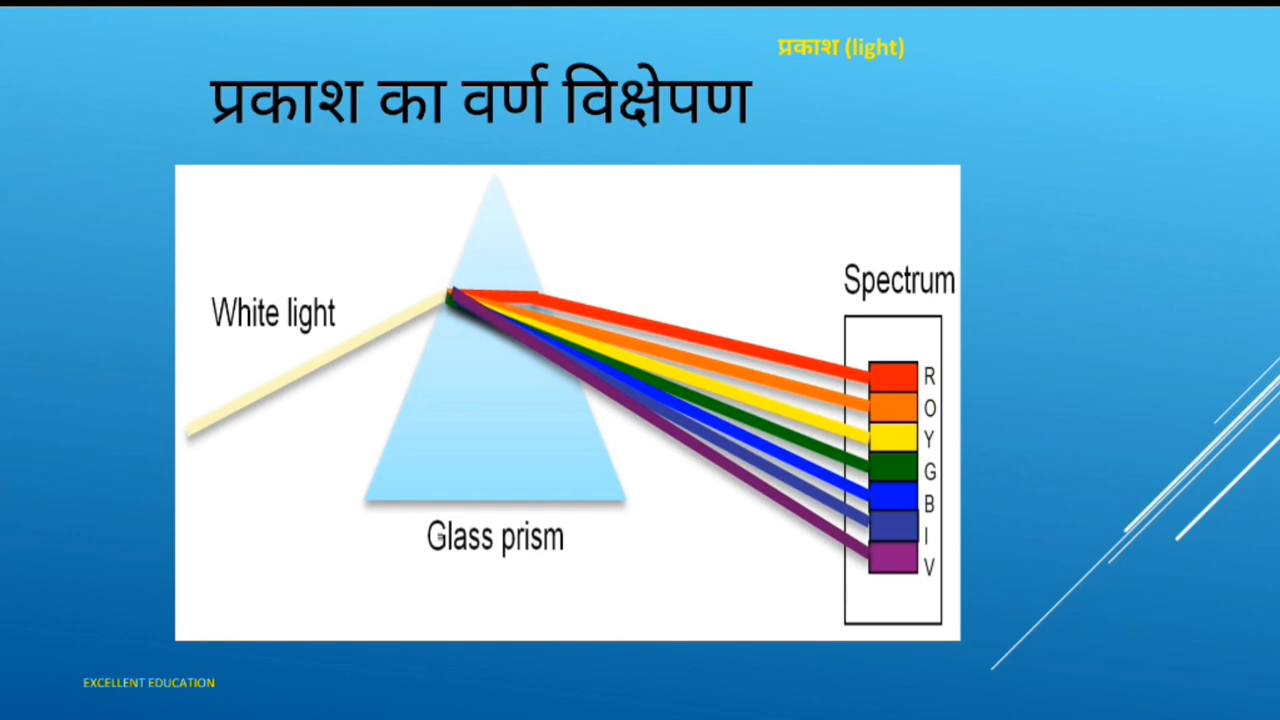 प्रकाश (light)
प्रकाश का वर्ण विक्षेपण
Spectrum
White light
R
O
Y
G
B
I
V
Glass prism
EXCELLENT EDUCATION